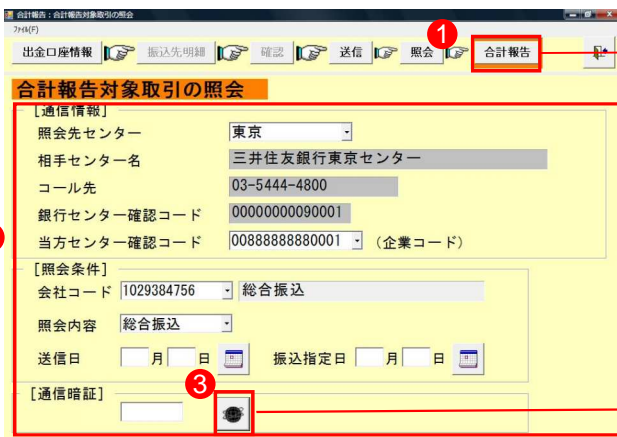 合計報告:合計報告対象取引の照会
ファイル(F)
1
出金口座情報 振込先明細 確認 送信 照会 合計報告
合計報告対象取引の照会
[通信情報]
照会先センター 東京
相手センター名 三井住友銀行東京センター
コール先 03-5444-4800
銀行センター確認コード 00000000090001
当方センター確認コード 00888888880001 (企業コード)
[照会条件]
会社コード 1029384756 総合振込
照会内容 総合振込
送信日 月 日 振込指定日 月 日
3
[通信暗証]